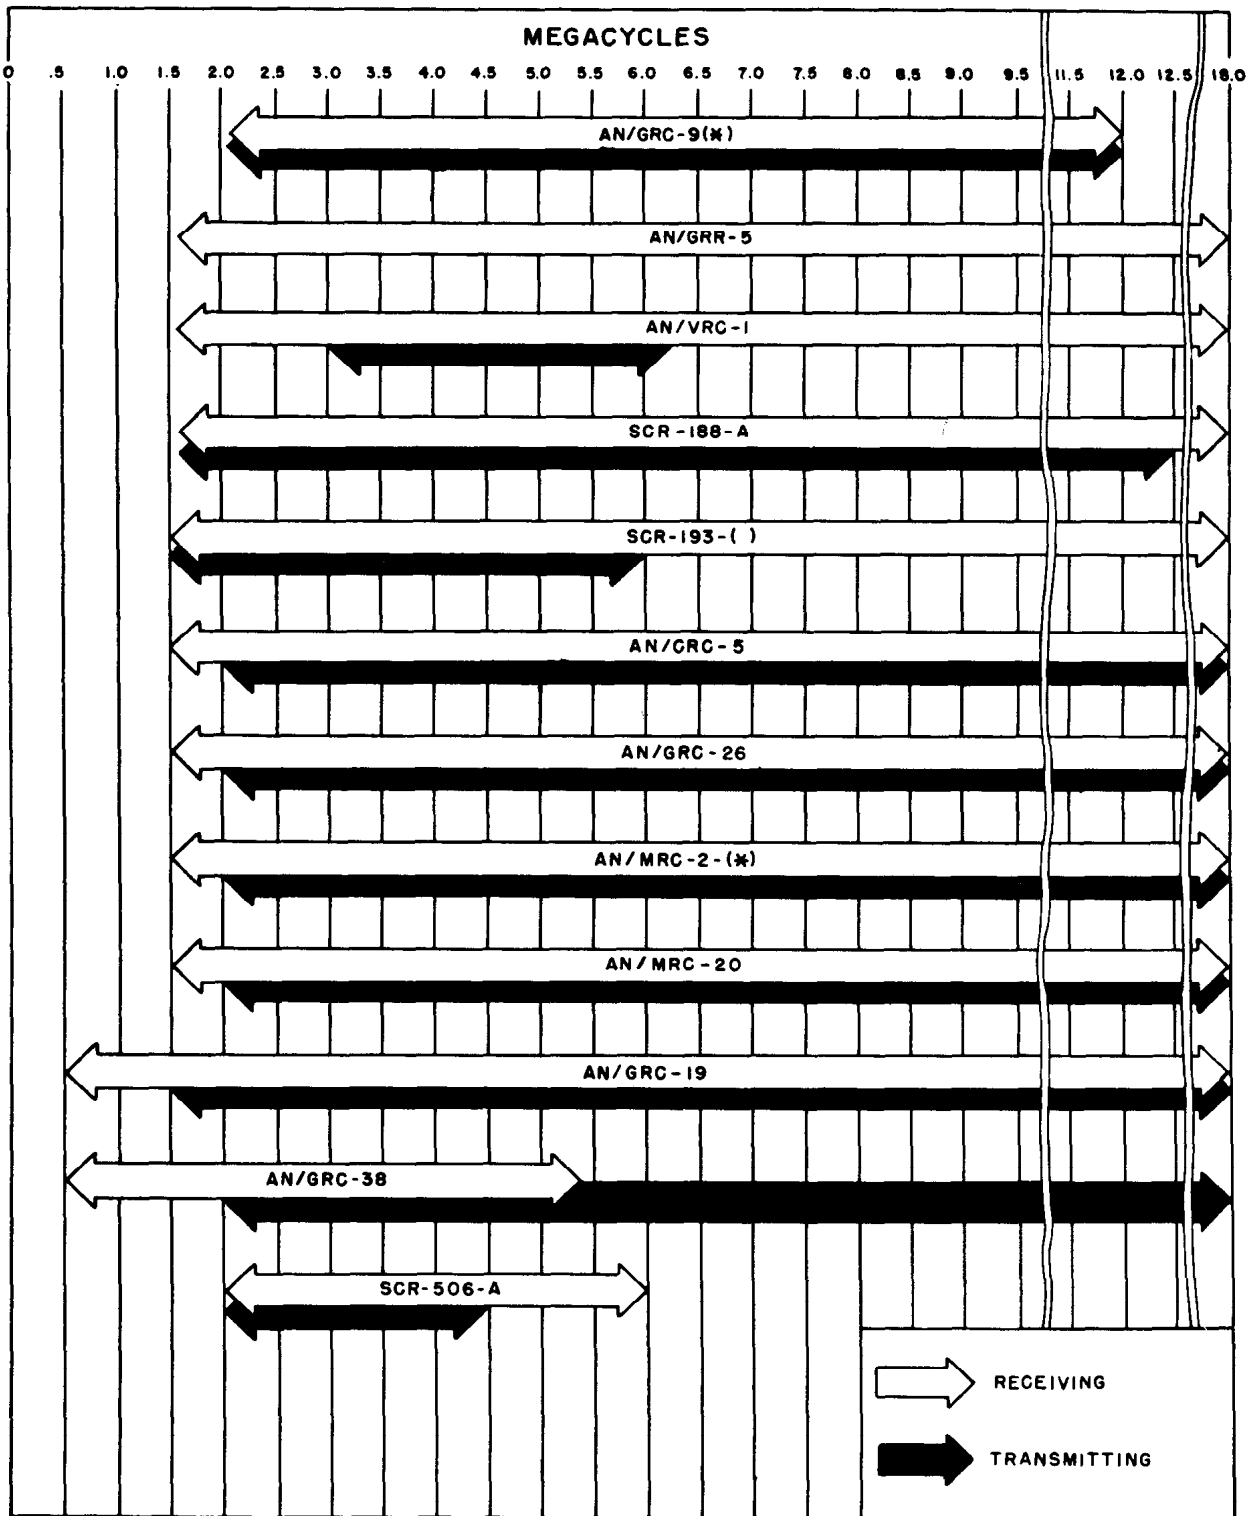 MEGACYCLES
0 .5 1.0 1.5 2.0 2.5 3.0 3.5 4.0 4.5 5.0 5.5 6.0 6.5 7.0 7.5 8.0 8.5 9.0 9.5 11.5 12.0 12.5 18.0
AN/GRC-9(*)
AN/GRR-5
AN/VRC-1
SCR-188-A
SCR-193-( )
AN/CRC-5
AN/GRC-26
AN/MRC-2-(*)
AN/MRC-20
AN/GRC-19
AN/GRC-38
SCR-506-A
RECEIVING
TRANSMITTING